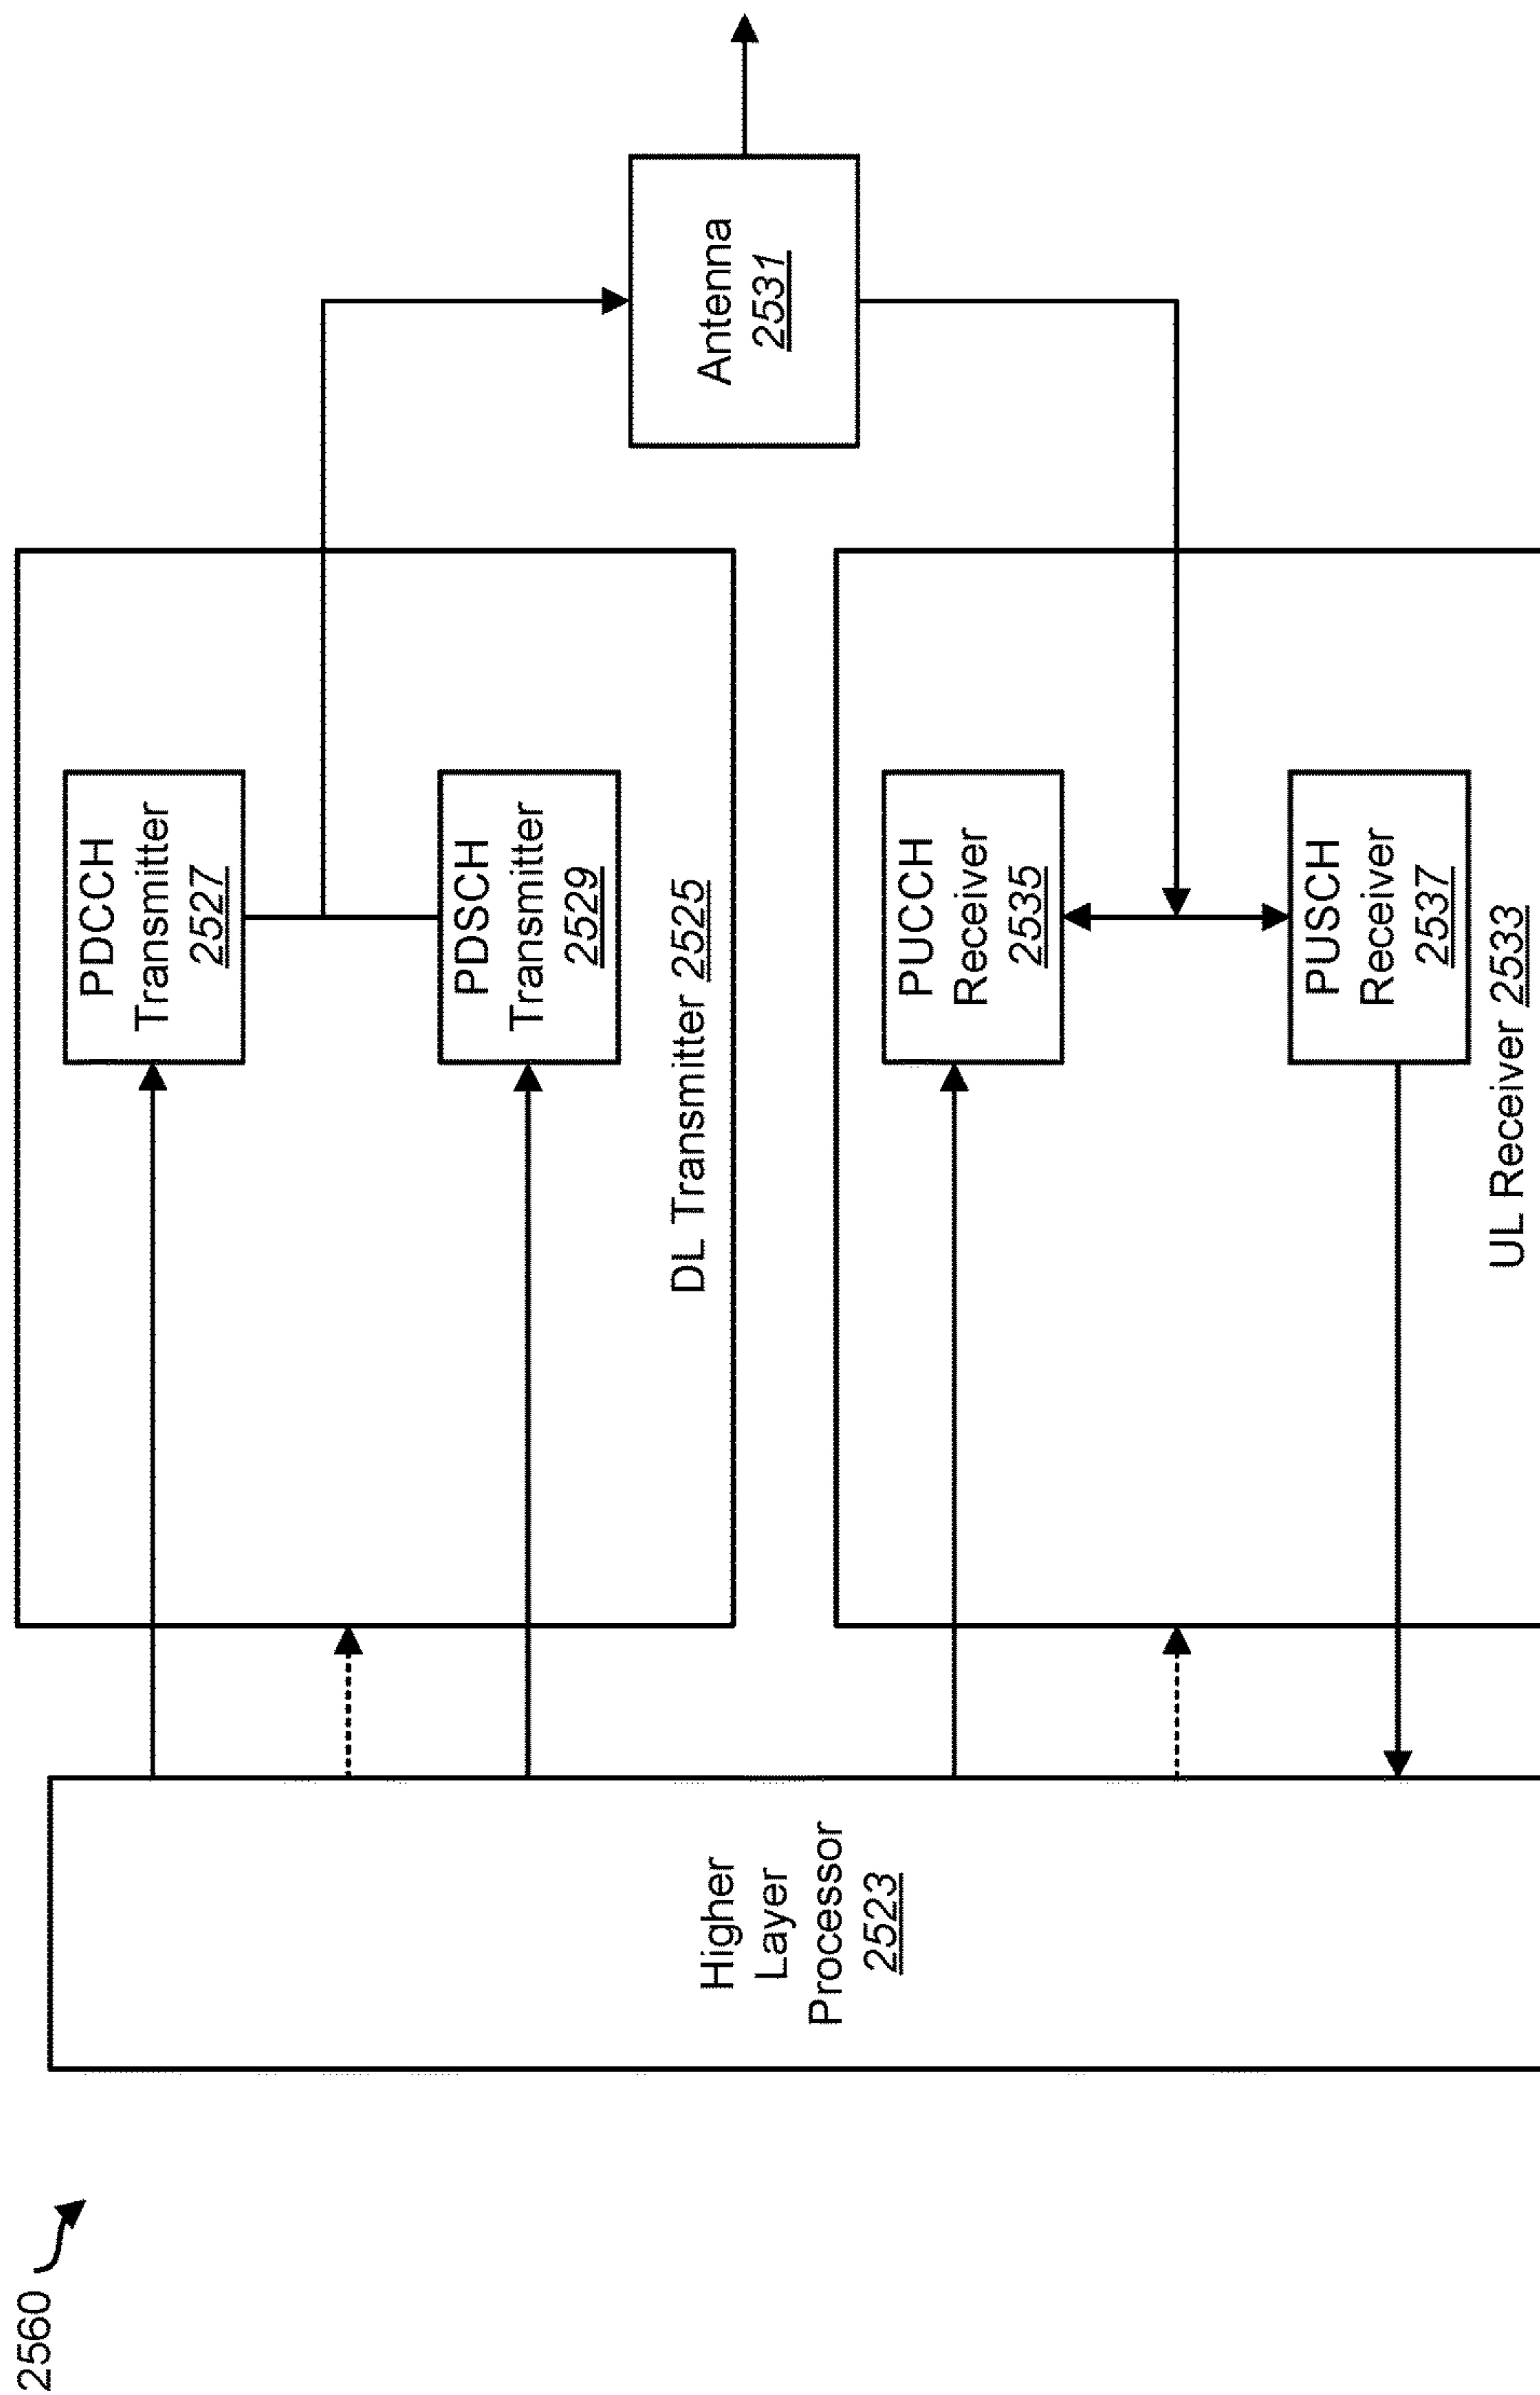 2560
Higher
Layer
Processor
2523
PDCCH
Transmitter
2527
PDSCH
Transmitter
2529
DL Transmitter 2525
PUCCH
Receiver
2535
PUSCH
Receiver
2537
UL Receiver 2533
Antenna
2531